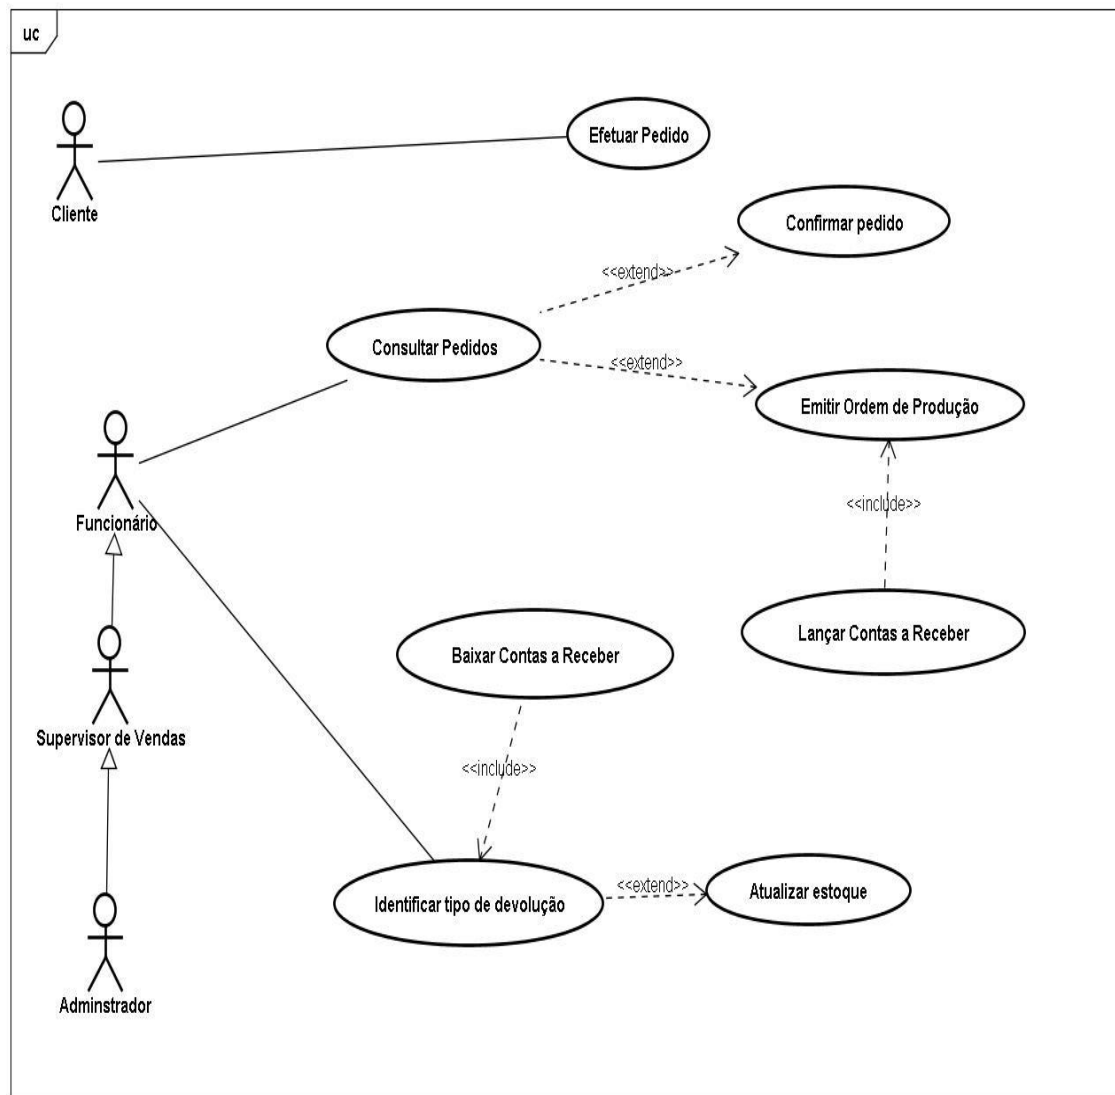 uc
Efetuar Pedido
Cliente
Confirmar pedido
<<extend>>
Consultar Pedidos
<<extend>>
Emitir Ordem de Produção
<<include>>
Funcionário
Baixar Contas a Receber
Lançar Contas a Receber
Supervisor de Vendas
<<include>>
<<extend>>
Atualizar estoque
Identificar tipo de devolução
Adminstrador